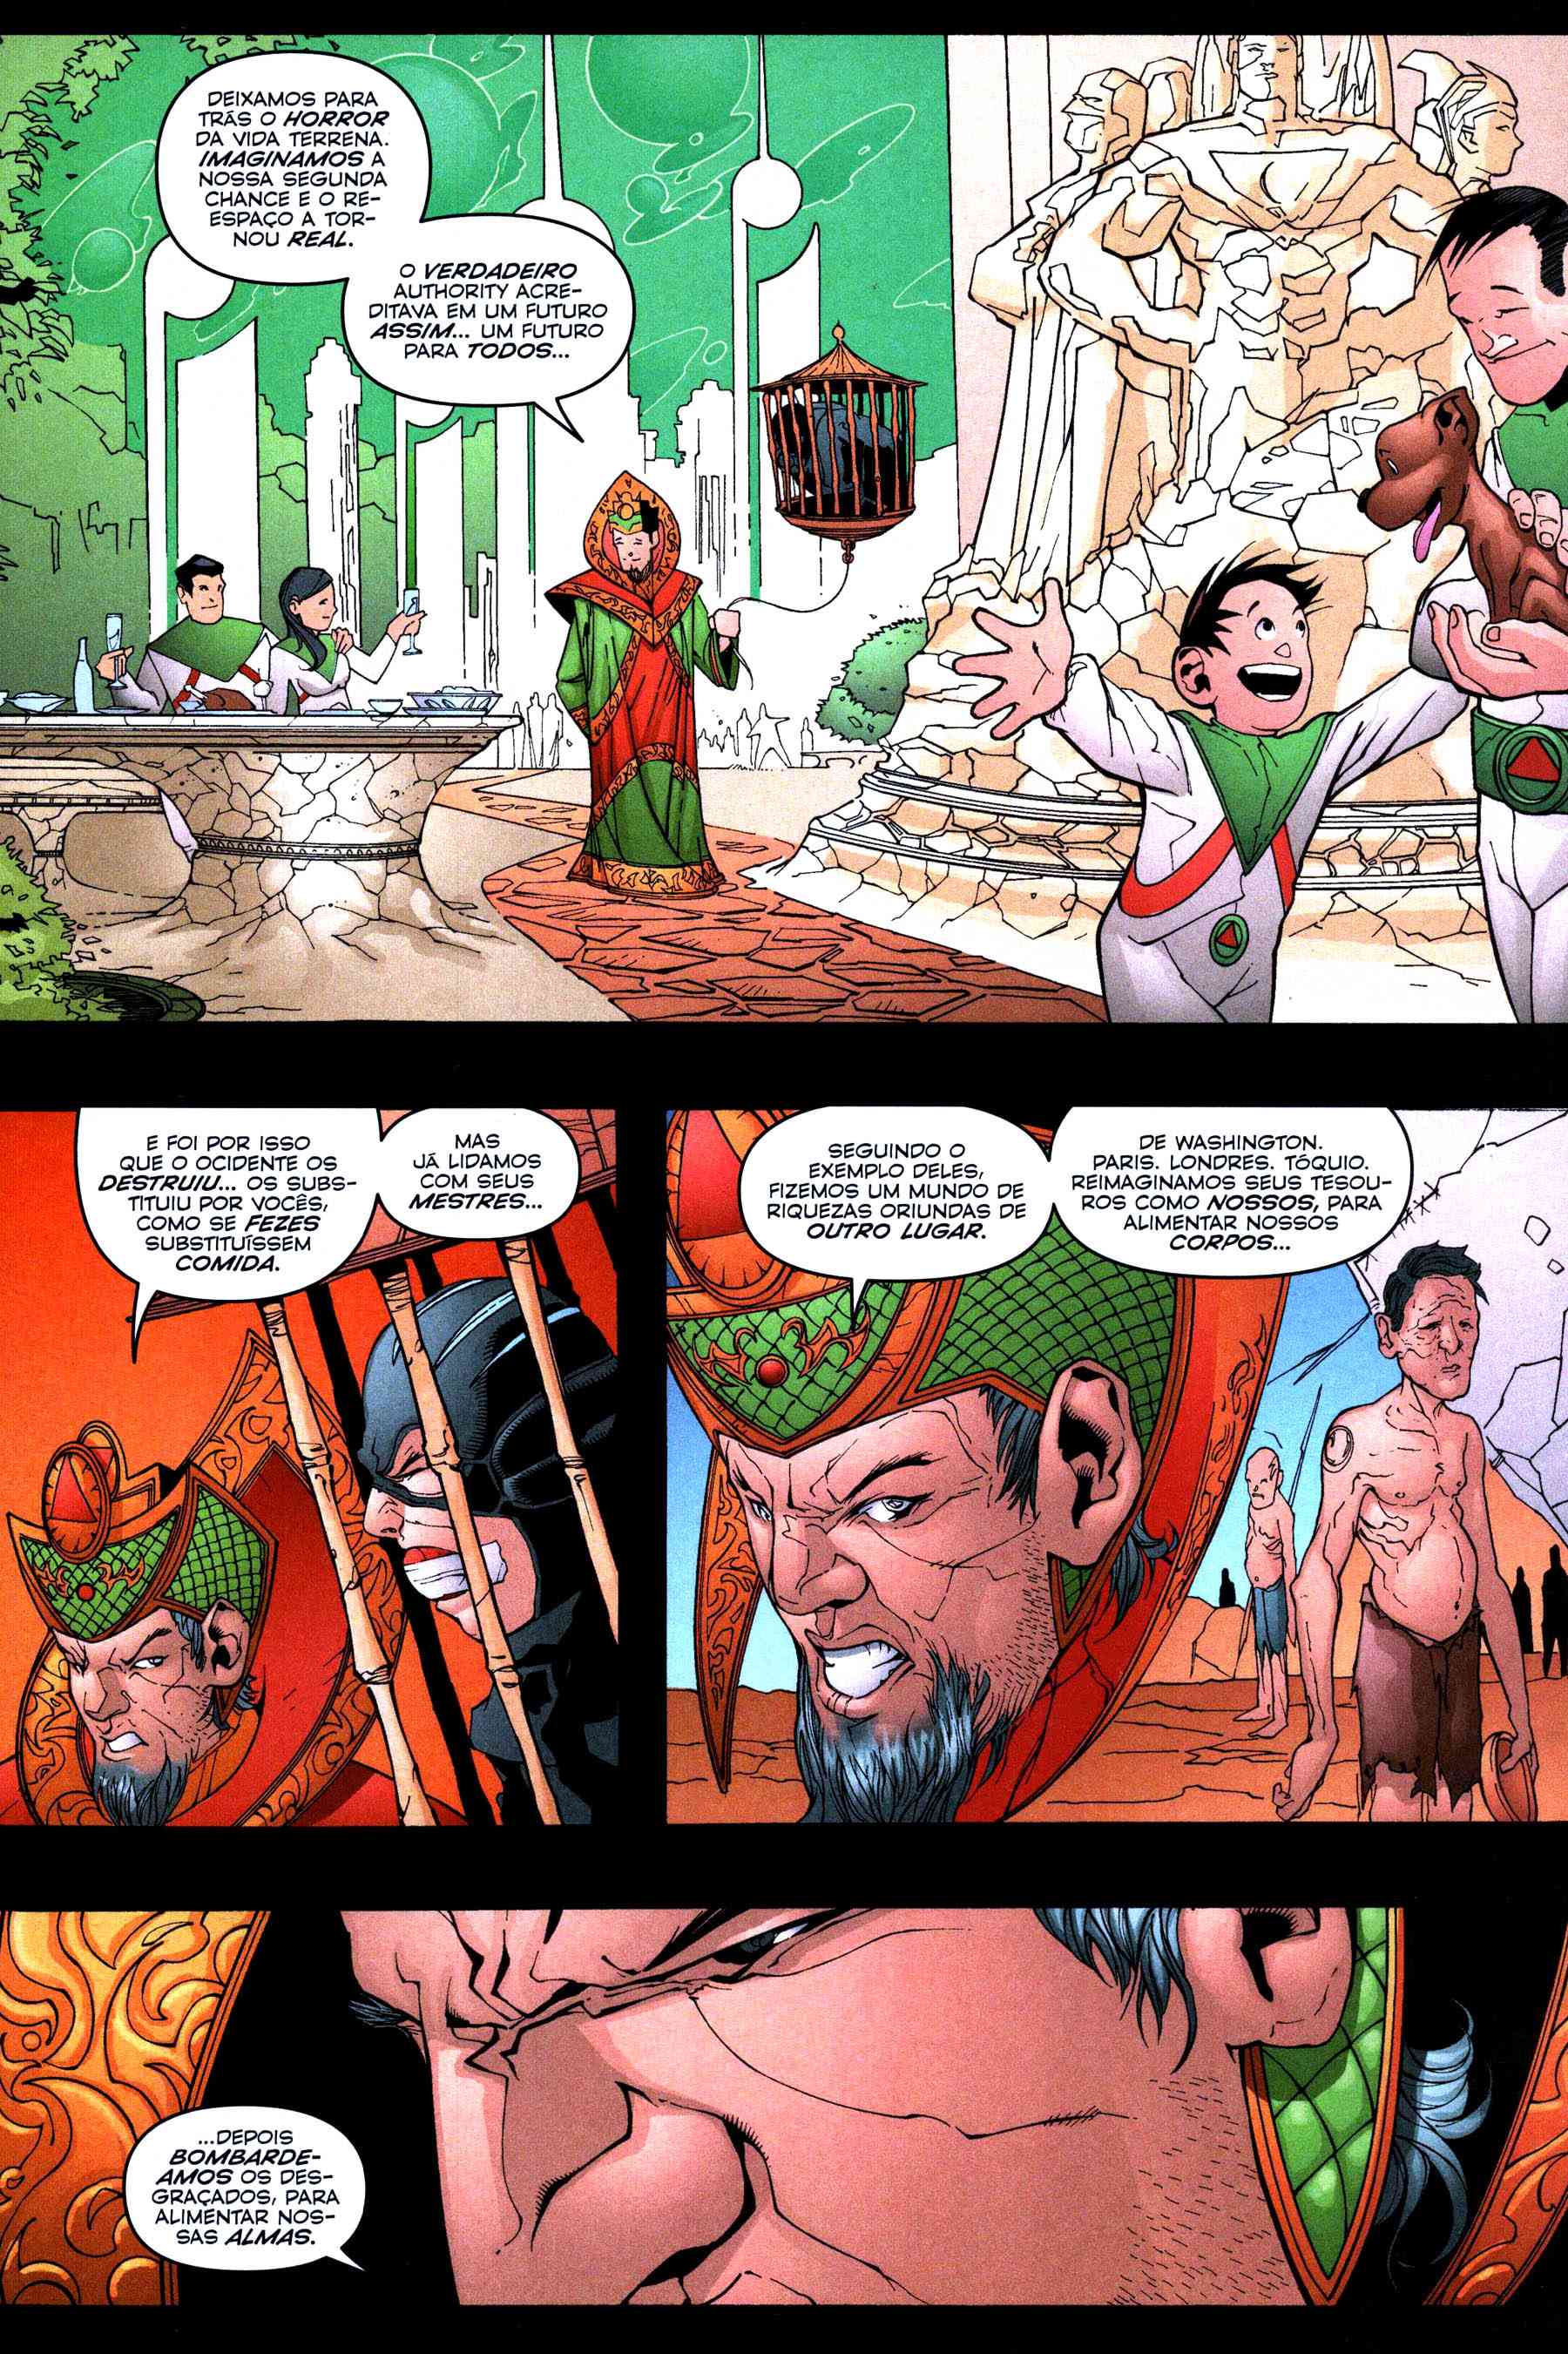 DEIXAMOS PARA
TRÁS O HORROR
DA VIDA TERRENA.
IMAGINAMOS A
NOSSA SEGUNDA
CHANCE E O RE-
ESPAÇO A TOR-
NOU REAL.
O VERDADEIRO
AUTHORITY ACRE-
DITAVA EM UM FUTURO
ASSIM... UM FUTURO
PARA TODOS...
E FOI POR ISSO
QUE O OCIDENTE OS
DESTRUIU... OS SUBS-
TITUIU POR VOCÊS,
COMO SE FEZES
SUBSTITUÍSSEM
COMIDA.
MAS
JÁ LIDAMOS
COM SEUS
MESTRES...
SEGUINDO O
EXEMPLO DELES,
FIZEMOS UM MUNDO DE
RIQUEZAS ORIUNDAS DE
OUTRO LUGAR.
DE WASHINGTON.
PARIS. LONDRES. TÓQUIO.
REIMAGINAMOS SEUS TESOU-
ROS COMO NOSSOS, PARA
ALIMENTAR NOSSOS
CORPOS...
...DEPOIS
BOMBARDE-
AMOS OS DES-
GRAÇADOS, PARA
ALIMENTAR NOS-
SAS ALMAS.